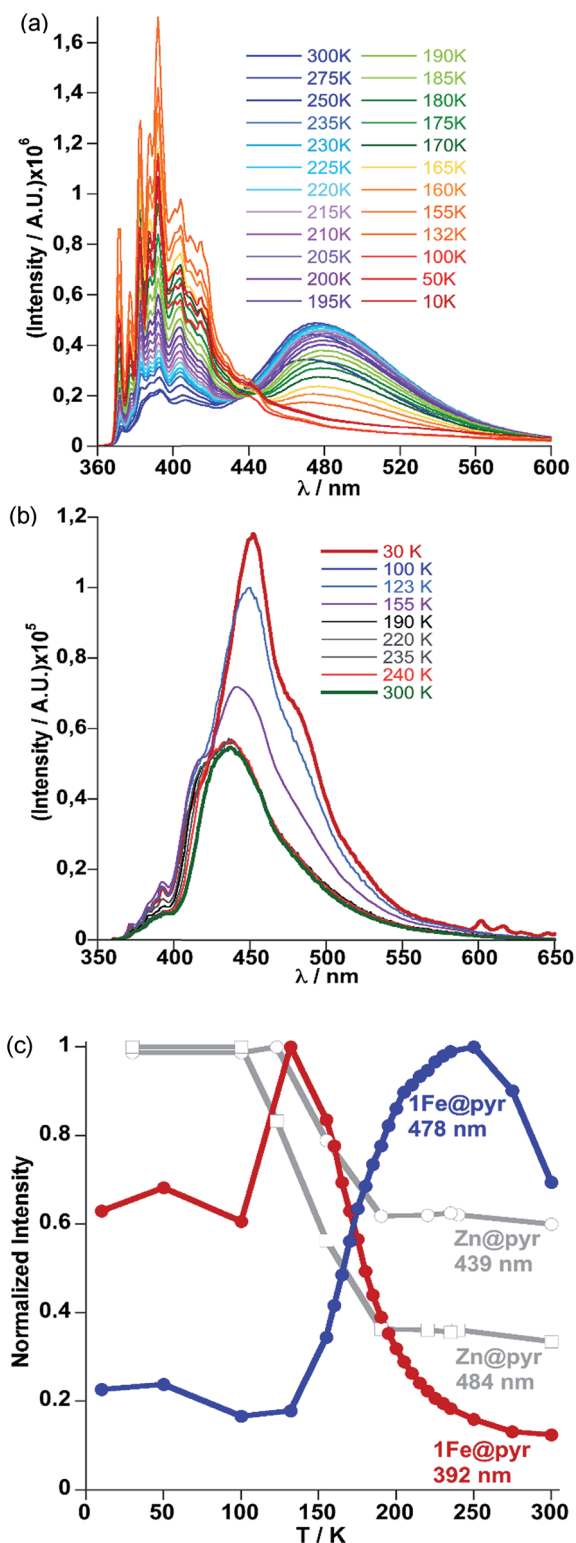 (a)
(Intensity / A.U.)x10⁶
1,6
1,4
1,2
1
0,8
0,6
0,4
0,2
0
300K 190K
275K 185K
250K 180K
235K 175K
230K 170K
225K 165K
220K 160K
215K 155K
210K 132K
205K 100K
200K 50K
195K 10K
360 400 440 480 520 560 600
λ / nm
(b)
(Intensity / A.U.)x10⁵
1,2
1
0,8
0,6
0,4
0,2
0
30 K
100 K
123 K
155 K
190 K
220 K
235 K
240 K
300 K
350 400 450 500 550 600 650
λ / nm
(c)
Normalized Intensity
1
0.8
0.6
0.4
0.2
0
1Fe@pyr
478 nm
Zn@pyr
439 nm
Zn@pyr
484 nm
1Fe@pyr
392 nm
0 50 100 150 200 250 300
T / K